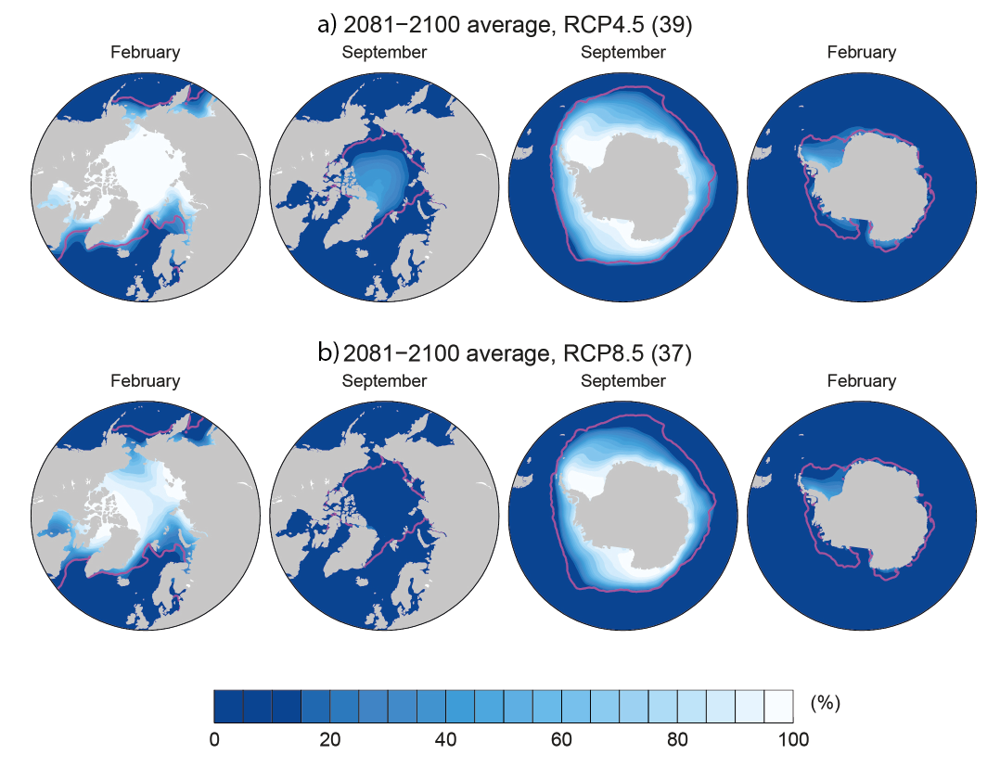 a) 2081−2100 average, RCP4.5 (39)
February September September February
b) 2081−2100 average, RCP8.5 (37)
February September September February
(%)
0 20 40 60 80 100